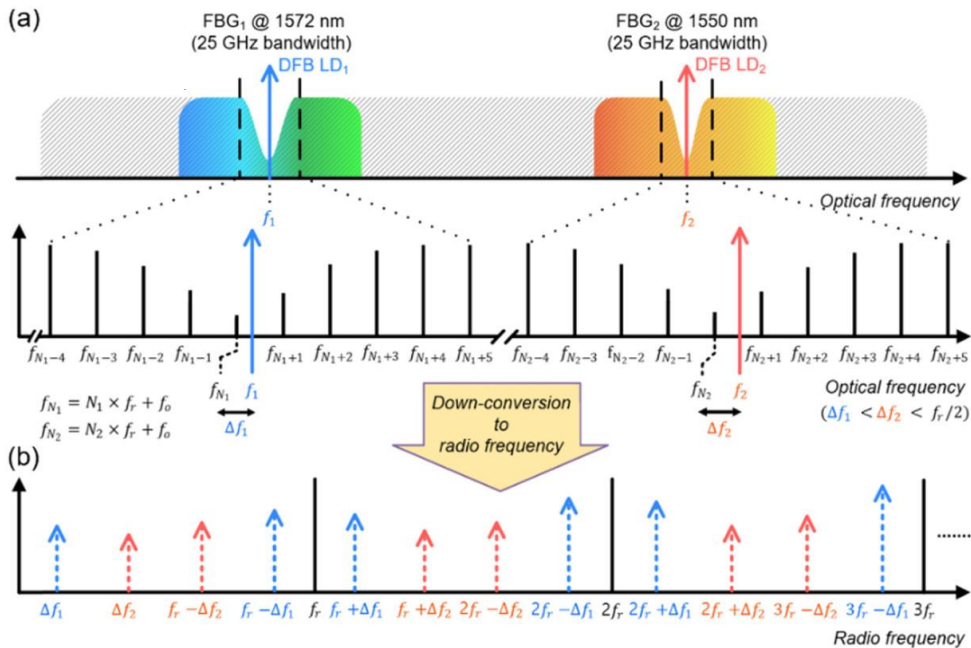 (a)
FBG₁ @ 1572 nm
(25 GHz bandwidth)
DFB LD₁
FBG₂ @ 1550 nm
(25 GHz bandwidth)
DFB LD₂
Optical frequency
f₁
f₂
f_{N₁−4} f_{N₁−3} f_{N₁−2} f_{N₁−1} f_{N₁+1} f_{N₁+2} f_{N₁+3} f_{N₁+4} f_{N₁+5}
f_{N₂−4} f_{N₂−3} f_{N₂−2} f_{N₂−1} f_{N₂+1} f_{N₂+2} f_{N₂+3} f_{N₂+4} f_{N₂+5}
f_{N₁} f₁
Δf₁
f_{N₂} f₂
Δf₂
Optical frequency
(Δf₁ < Δf₂ < f_r/2)
f_{N₁} = N₁ × f_r + f_o
f_{N₂} = N₂ × f_r + f_o
Down-conversion
to
radio frequency
(b)
Δf₁ Δf₂ f_r −Δf₂ f_r −Δf₁ f_r f_r +Δf₁ f_r +Δf₂ 2f_r −Δf₂ 2f_r −Δf₁ 2f_r 2f_r +Δf₁ 2f_r +Δf₂ 3f_r −Δf₂ 3f_r −Δf₁ 3f_r
Radio frequency